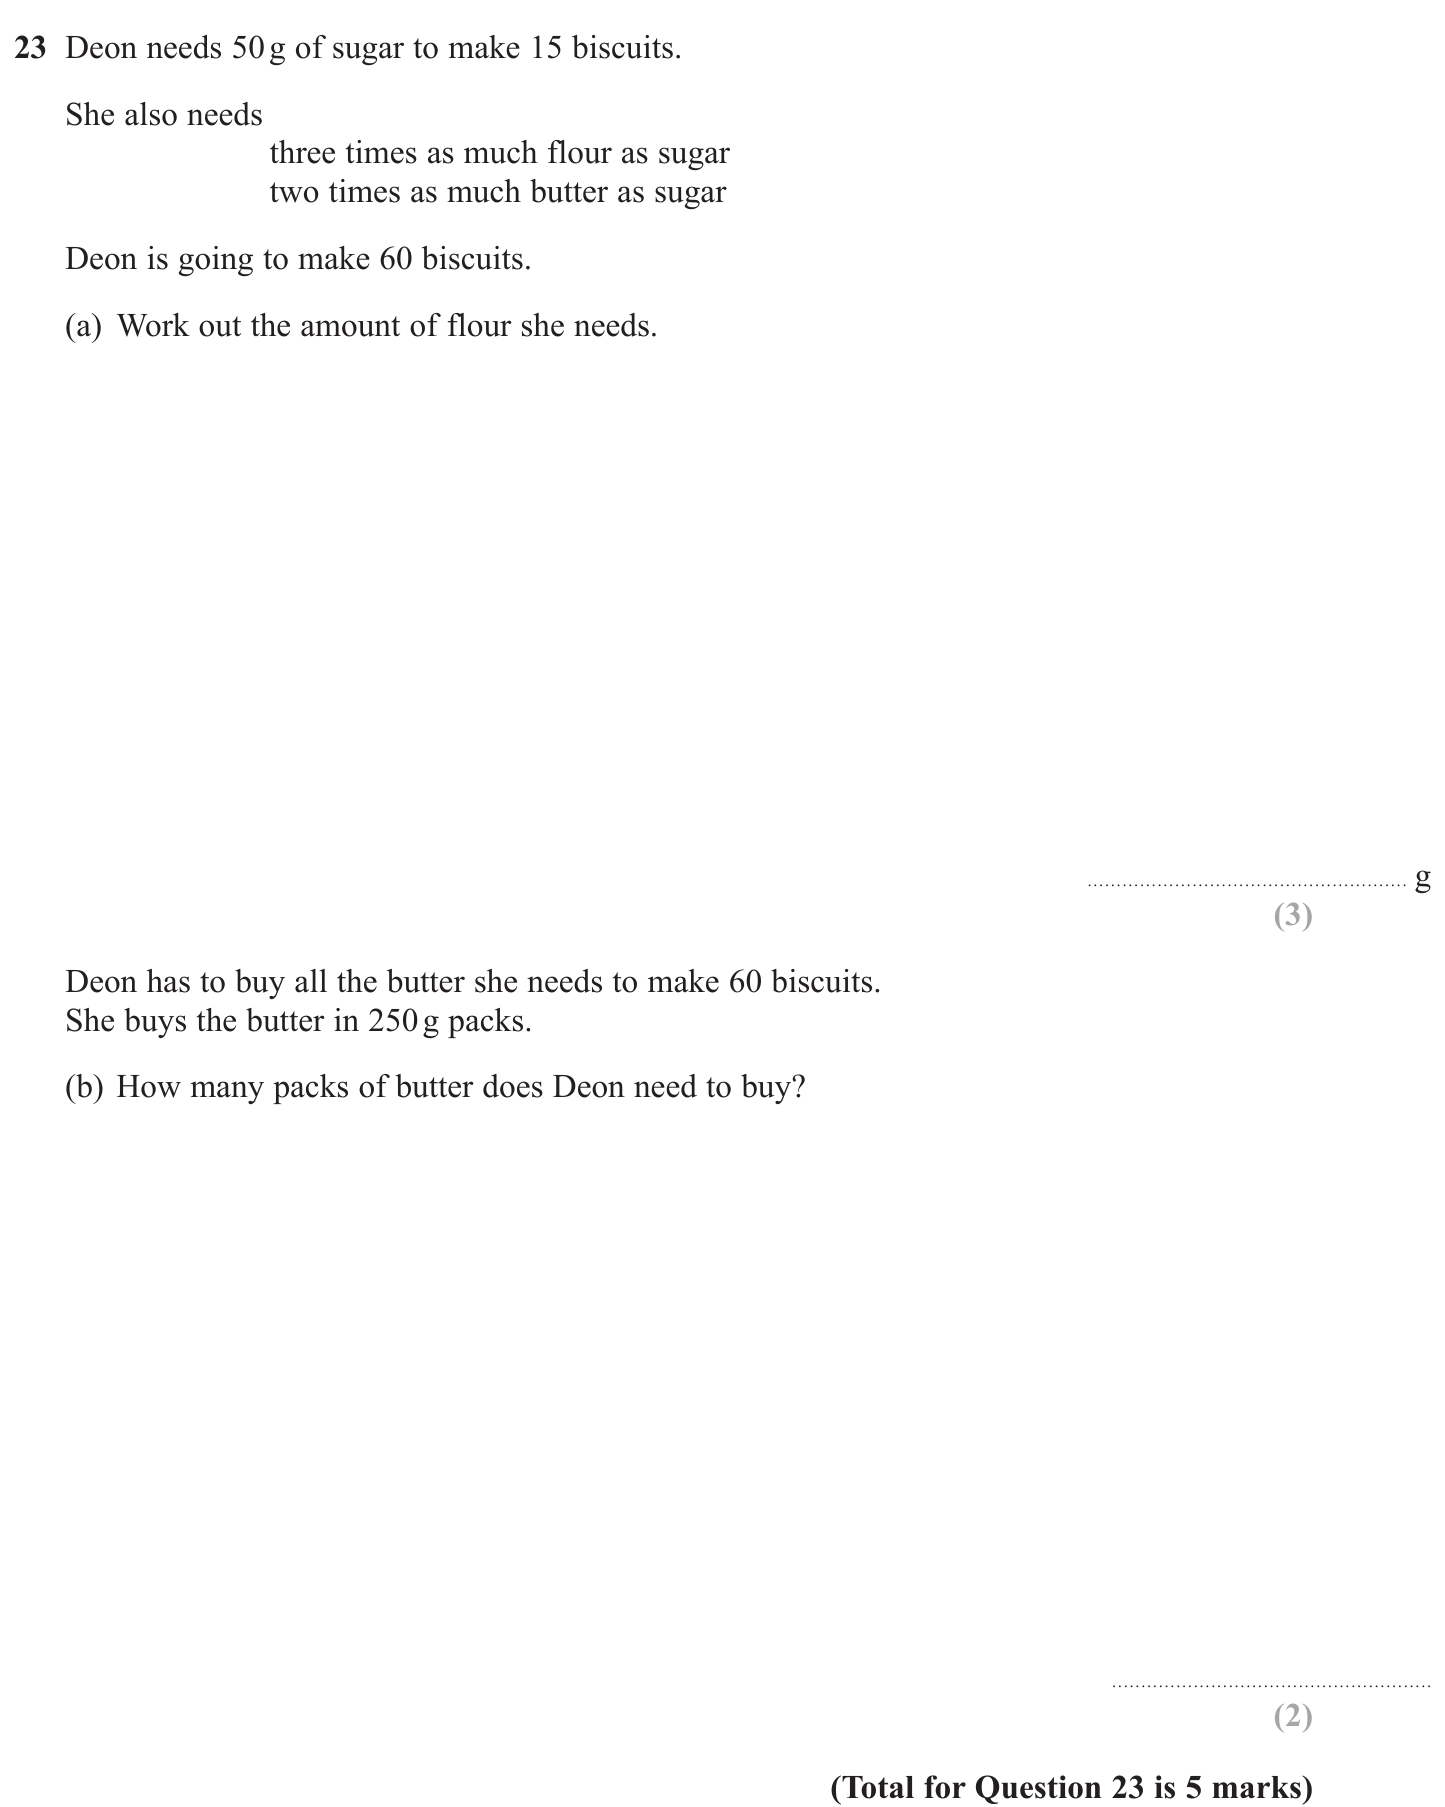 23 Deon needs 50 g of sugar to make 15 biscuits.
She also needs
three times as much flour as sugar
two times as much butter as sugar
Deon is going to make 60 biscuits.
(a) Work out the amount of flour she needs.
....................................................... g
(3)
Deon has to buy all the butter she needs to make 60 biscuits.
She buys the butter in 250 g packs.
(b) How many packs of butter does Deon need to buy?
.......................................................
(2)
(Total for Question 23 is 5 marks)